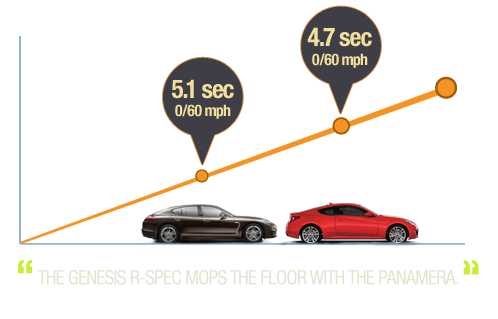 4.7 sec
0/60 mph
5.1 sec
0/60 mph
“ THE GENESIS R-SPEC MOPS THE FLOOR WITH THE PANAMERA. ”